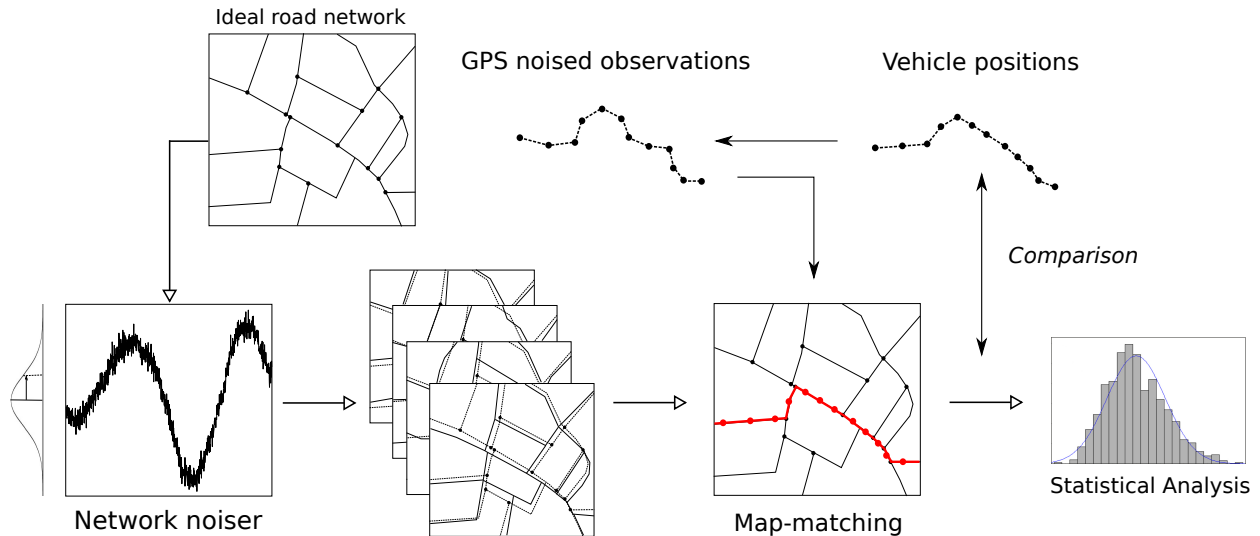 Ideal road network
GPS noised observations
Vehicle positions
Comparison
Network noiser
Map-matching
Statistical Analysis